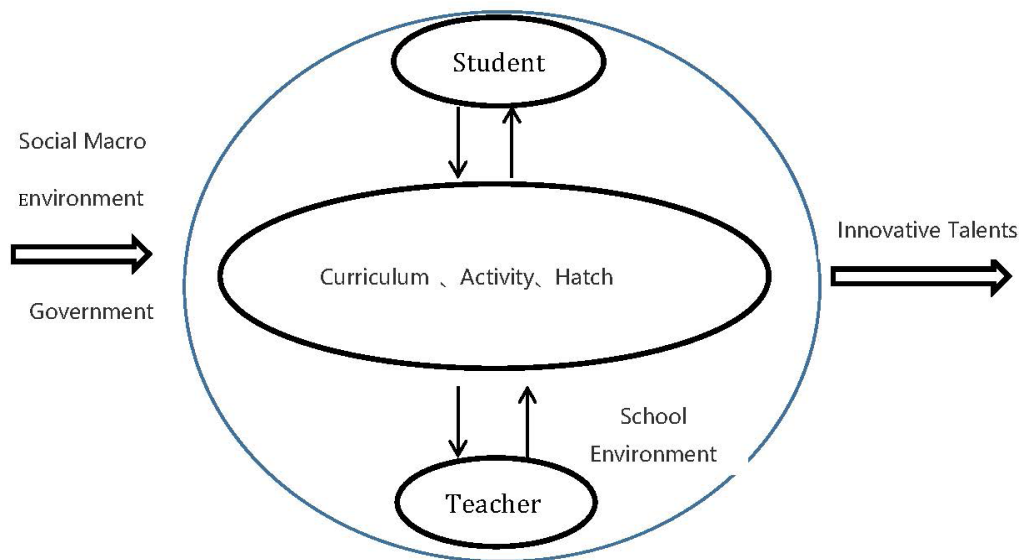 Student
Social Macro
Environment
Government
Curriculum 、Activity、Hatch
Innovative Talents
School
Environment
Teacher